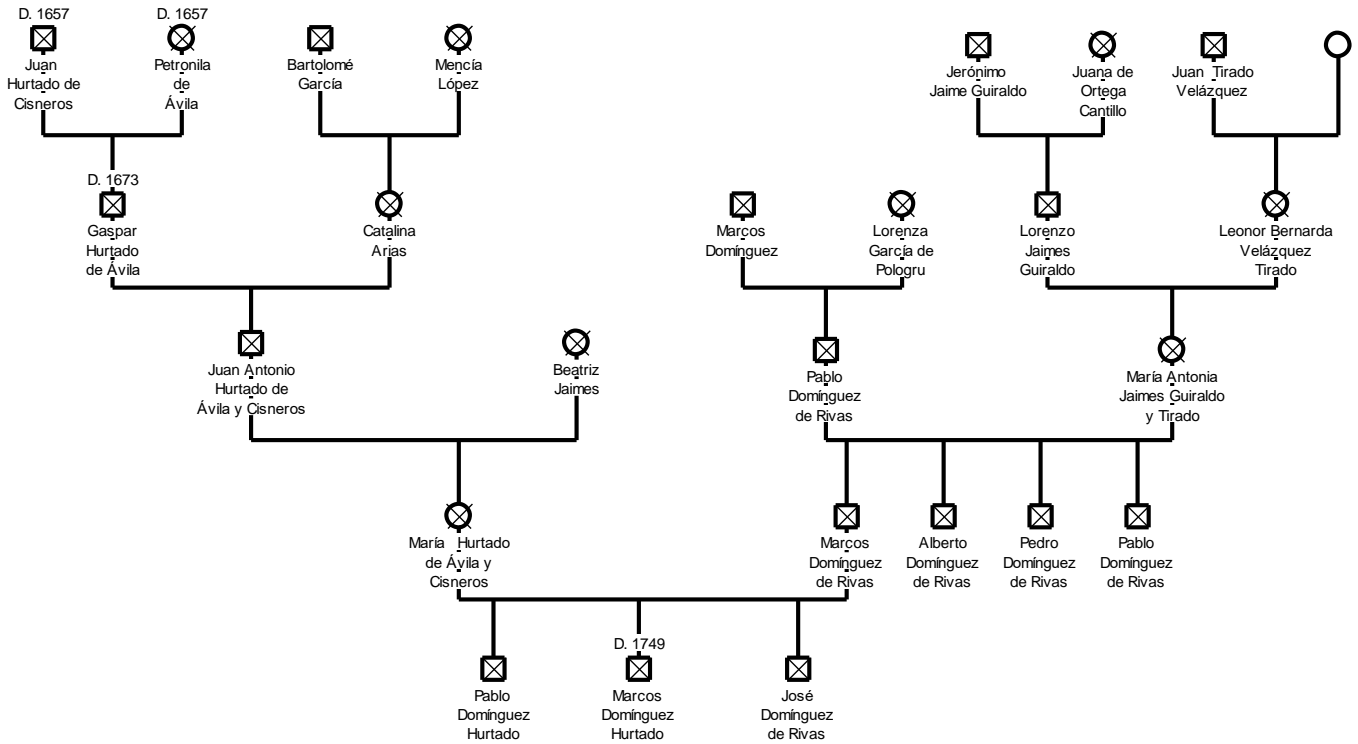 D. 1657
Juan
Hurtado de
Cisneros
D. 1657
Petronila
de
Ávila
Bartolomé
García
Mencía
López
Jerónimo
Jaime Guiraldo
Juana de
Ortega
Cantillo
Juan Tirado
Velázquez
D. 1673
Gaspar
Hurtado
de Ávila
Catalina
Arias
Marcos
Domínguez
Lorenza
García de
Pologru
Lorenzo
Jaimes
Guiraldo
Leonor Bernarda
Velázquez
Tirado
Juan Antonio
Hurtado de
Ávila y Cisneros
Beatriz
Jaimes
Pablo
Domínguez
de Rivas
María Antonia
Jaimes Guiraldo
y Tirado
María Hurtado
de Ávila y
Cisneros
Marcos
Domínguez
de Rivas
Alberto
Domínguez
de Rivas
Pedro
Domínguez
de Rivas
Pablo
Domínguez
de Rivas
Pablo
Domínguez
Hurtado
D. 1749
Marcos
Domínguez
Hurtado
José
Domínguez
de Rivas